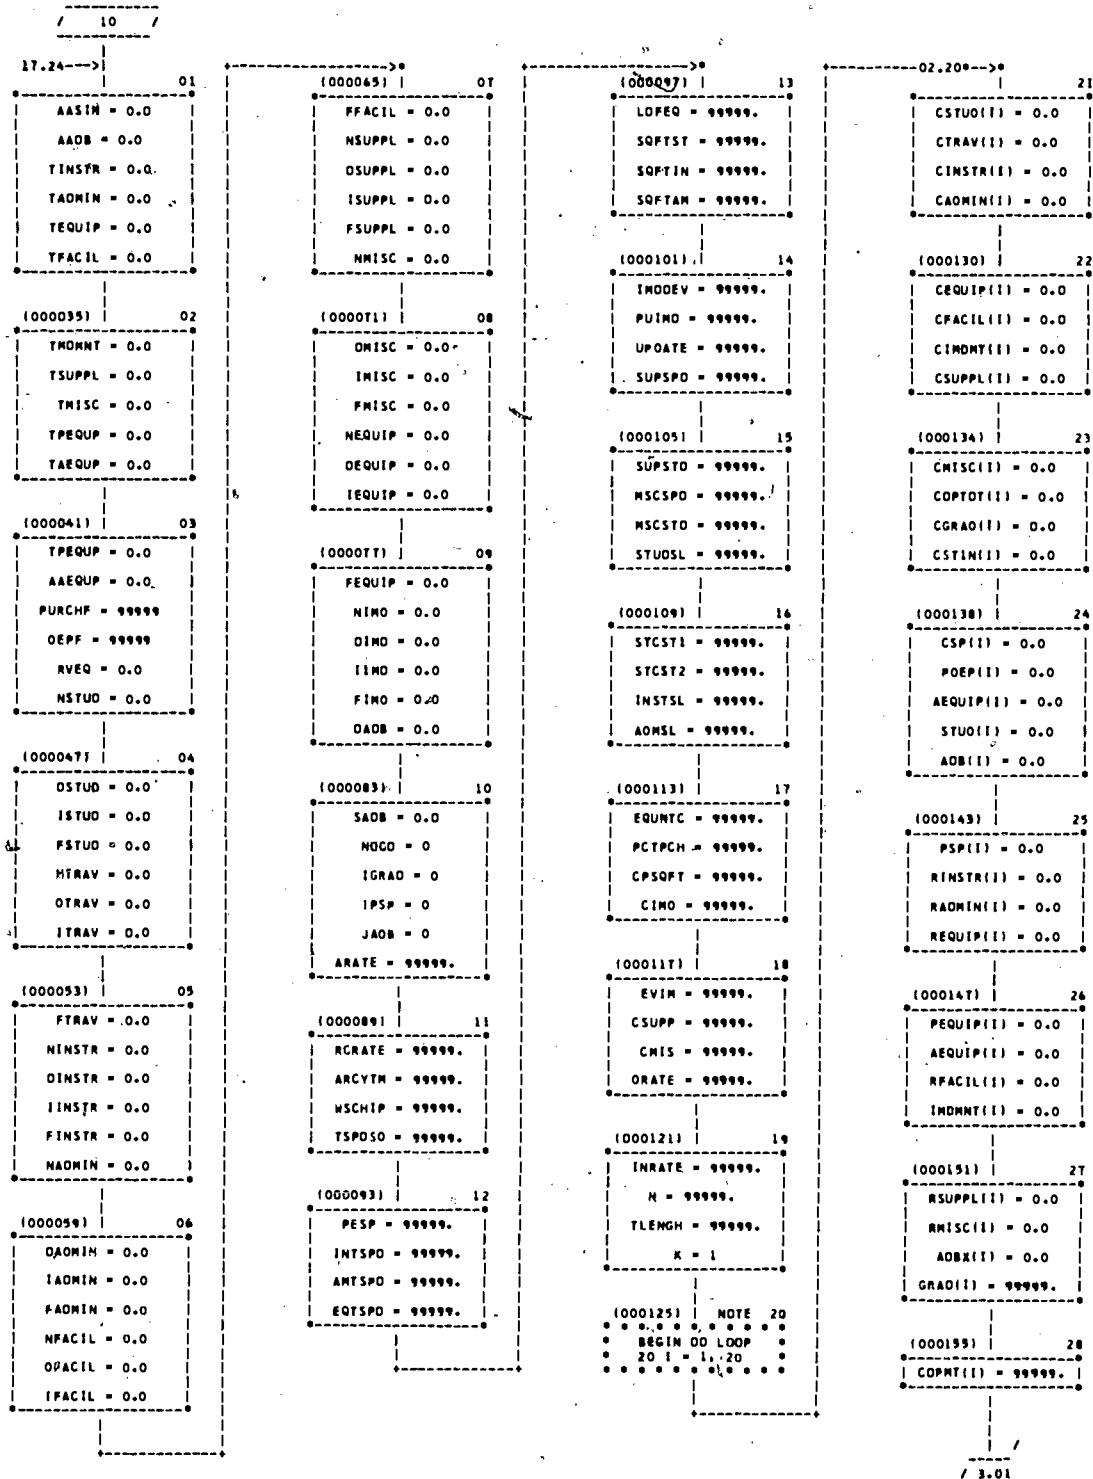 / 10 /
17.24--->|
01
AASIN = 0.0
AAOB = 0.0
TINSTR = 0.0
TADMIN = 0.0
TEQUIP = 0.0
TFACIL = 0.0
(000035) 02
TMDMNT = 0.0
TSUPPL = 0.0
TMISC = 0.0
TPEQUP = 0.0
TAEQUP = 0.0
(000041) 03
TPEQUP = 0.0
AAEQUP = 0.0
PURCHF = 99999
OEPF = 99999
RVEQ = 0.0
NSTUD = 0.0
(000047) 04
OSTUD = 0.0
ISTUD = 0.0
FSTUD = 0.0
MTRAV = 0.0
OTRAV = 0.0
ITRAV = 0.0
(000053) 05
FTRAV = 0.0
NINSTR = 0.0
OINSTR = 0.0
IINSTR = 0.0
FINSTR = 0.0
NADMIN = 0.0
(000059) 06
OADMIN = 0.0
IADMIN = 0.0
FADMIN = 0.0
NFACIL = 0.0
OFACIL = 0.0
IFACIL = 0.0
(000065) 07
FFACIL = 0.0
NSUPPL = 0.0
OSUPPL = 0.0
ISUPPL = 0.0
FSUPPL = 0.0
NMISC = 0.0
(000071) 08
OMISC = 0.0
IMISC = 0.0
FMISC = 0.0
NEQUIP = 0.0
OEQUIP = 0.0
IEQUIP = 0.0
(000077) 09
FEQUIP = 0.0
NIMO = 0.0
OIMO = 0.0
IIMO = 0.0
FIMO = 0.0
OAOB = 0.0
(000083) 10
SAOB = 0.0
NOGO = 0
IGRAD = 0
IPSP = 0
JAOB = 0
ARATE = 99999.
(000089) 11
RCRATE = 99999.
ARCYTM = 99999.
WSCHIP = 99999.
TSPDSO = 99999.
(000093) 12
PESP = 99999.
INTSPD = 99999.
AMTSPD = 99999.
EQTSPD = 99999.
(000097) 13
LOFEQ = 99999.
SQFTST = 99999.
SQFTIN = 99999.
SQFTAM = 99999.
(000101) 14
IMODEV = 99999.
PUIMO = 99999.
UPDATE = 99999.
SUPSPD = 99999.
(000105) 15
SUPSTD = 99999.
MSCSPD = 99999.
MSCSTD = 99999.
STUDSL = 99999.
(000109) 16
STCST1 = 99999.
STCST2 = 99999.
INSTSL = 99999.
AOMSL = 99999.
(000113) 17
EQUNTC = 99999.
PCTPCH = 99999.
CPSQFT = 99999.
CIMO = 99999.
(000117) 18
EVIM = 99999.
CSUPP = 99999.
CMIS = 99999.
ORATE = 99999.
(000121) 19
INRATE = 99999.
N = 99999.
TLENGH = 99999.
K = 1
(000125) NOTE 20
BEGIN DO LOOP
20 I = 1, 20
02.20*--->*
21
CSTUD(I) = 0.0
CTRAV(I) = 0.0
CINSTR(I) = 0.0
CADMIN(I) = 0.0
(000130) 22
CEQUIP(I) = 0.0
CFACIL(I) = 0.0
CIMDMT(I) = 0.0
CSUPPL(I) = 0.0
(000134) 23
CMISC(I) = 0.0
COPTOT(I) = 0.0
CGRAD(I) = 0.0
CSTIN(I) = 0.0
(000138) 24
CSP(I) = 0.0
POEP(I) = 0.0
AEQUIP(I) = 0.0
STUD(I) = 0.0
AOB(I) = 0.0
(000143) 25
PSP(I) = 0.0
RINSTR(I) = 0.0
RADMIN(I) = 0.0
REQUIP(I) = 0.0
(000147) 26
PEQUIP(I) = 0.0
AEQUIP(I) = 0.0
RFACIL(I) = 0.0
IMDMNT(I) = 0.0
(000151) 27
RSUPPL(I) = 0.0
RMISC(I) = 0.0
AOBX(I) = 0.0
GRAD(I) = 99999.
(000155) 28
COPMT(I) = 99999.
/ 3.01